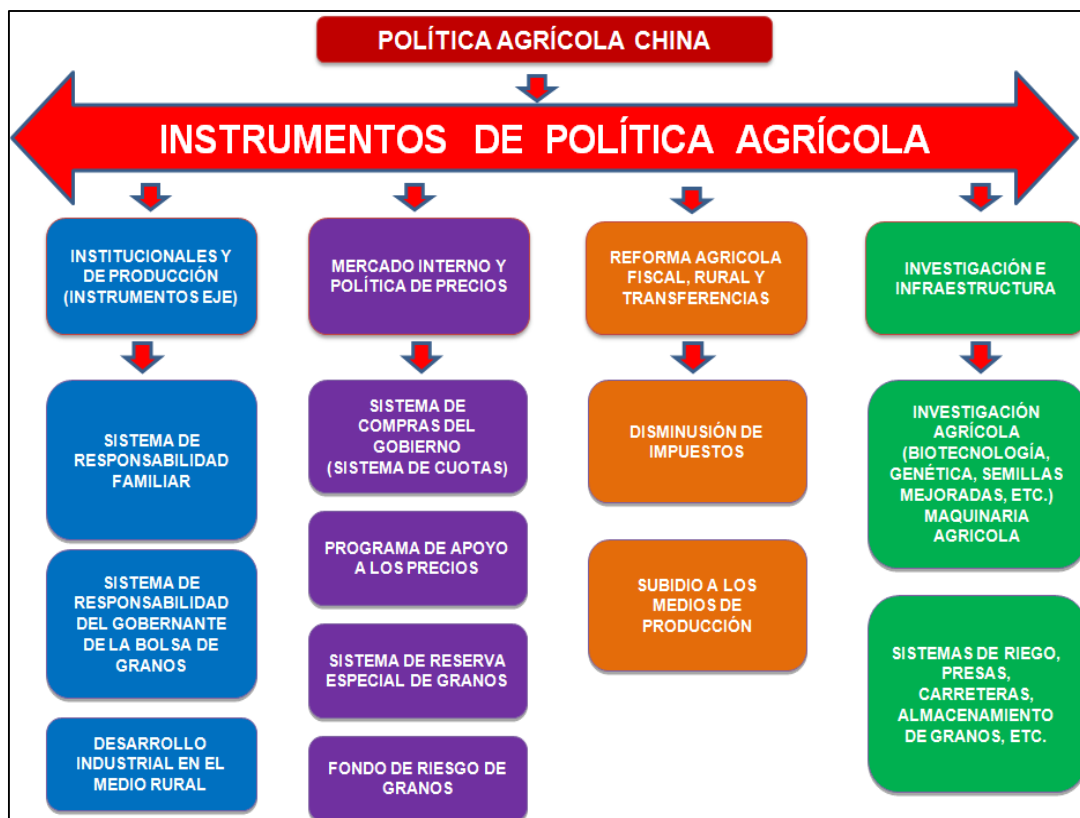 POLÍTICA AGRÍCOLA CHINA
INSTRUMENTOS DE POLÍTICA AGRÍCOLA
INSTITUCIONALES Y
DE PRODUCCIÓN
(INSTRUMENTOS EJE)
SISTEMA DE
RESPONSABILIDAD
FAMILIAR
SISTEMA DE
RESPONSABILIDAD
DEL GOBERNANTE
DE LA BOLSA DE
GRANOS
DESARROLLO
INDUSTRIAL EN EL
MEDIO RURAL
MERCADO INTERNO Y
POLÍTICA DE PRECIOS
SISTEMA DE
COMPRAS DEL
GOBIERNO
(SISTEMA DE CUOTAS)
PROGRAMA DE APOYO
A LOS PRECIOS
SISTEMA DE RESERVA
ESPECIAL DE GRANOS
FONDO DE RIESGO DE
GRANOS
REFORMA AGRICOLA
FISCAL, RURAL Y
TRANSFERENCIAS
DISMINUSIÓN DE
IMPUESTOS
SUBIDIO A LOS
MEDIOS DE
PRODUCCIÓN
INVESTIGACIÓN E
INFRAESTRUCTURA
INVESTIGACIÓN
AGRÍCOLA
(BIOTECNOLOGÍA,
GENÉTICA, SEMILLAS
MEJORADAS, ETC.)
MAQUINARIA
AGRICOLA
SISTEMAS DE RIEGO,
PRESAS,
CARRETERAS,
ALMACENAMIENTO
DE GRANOS, ETC.